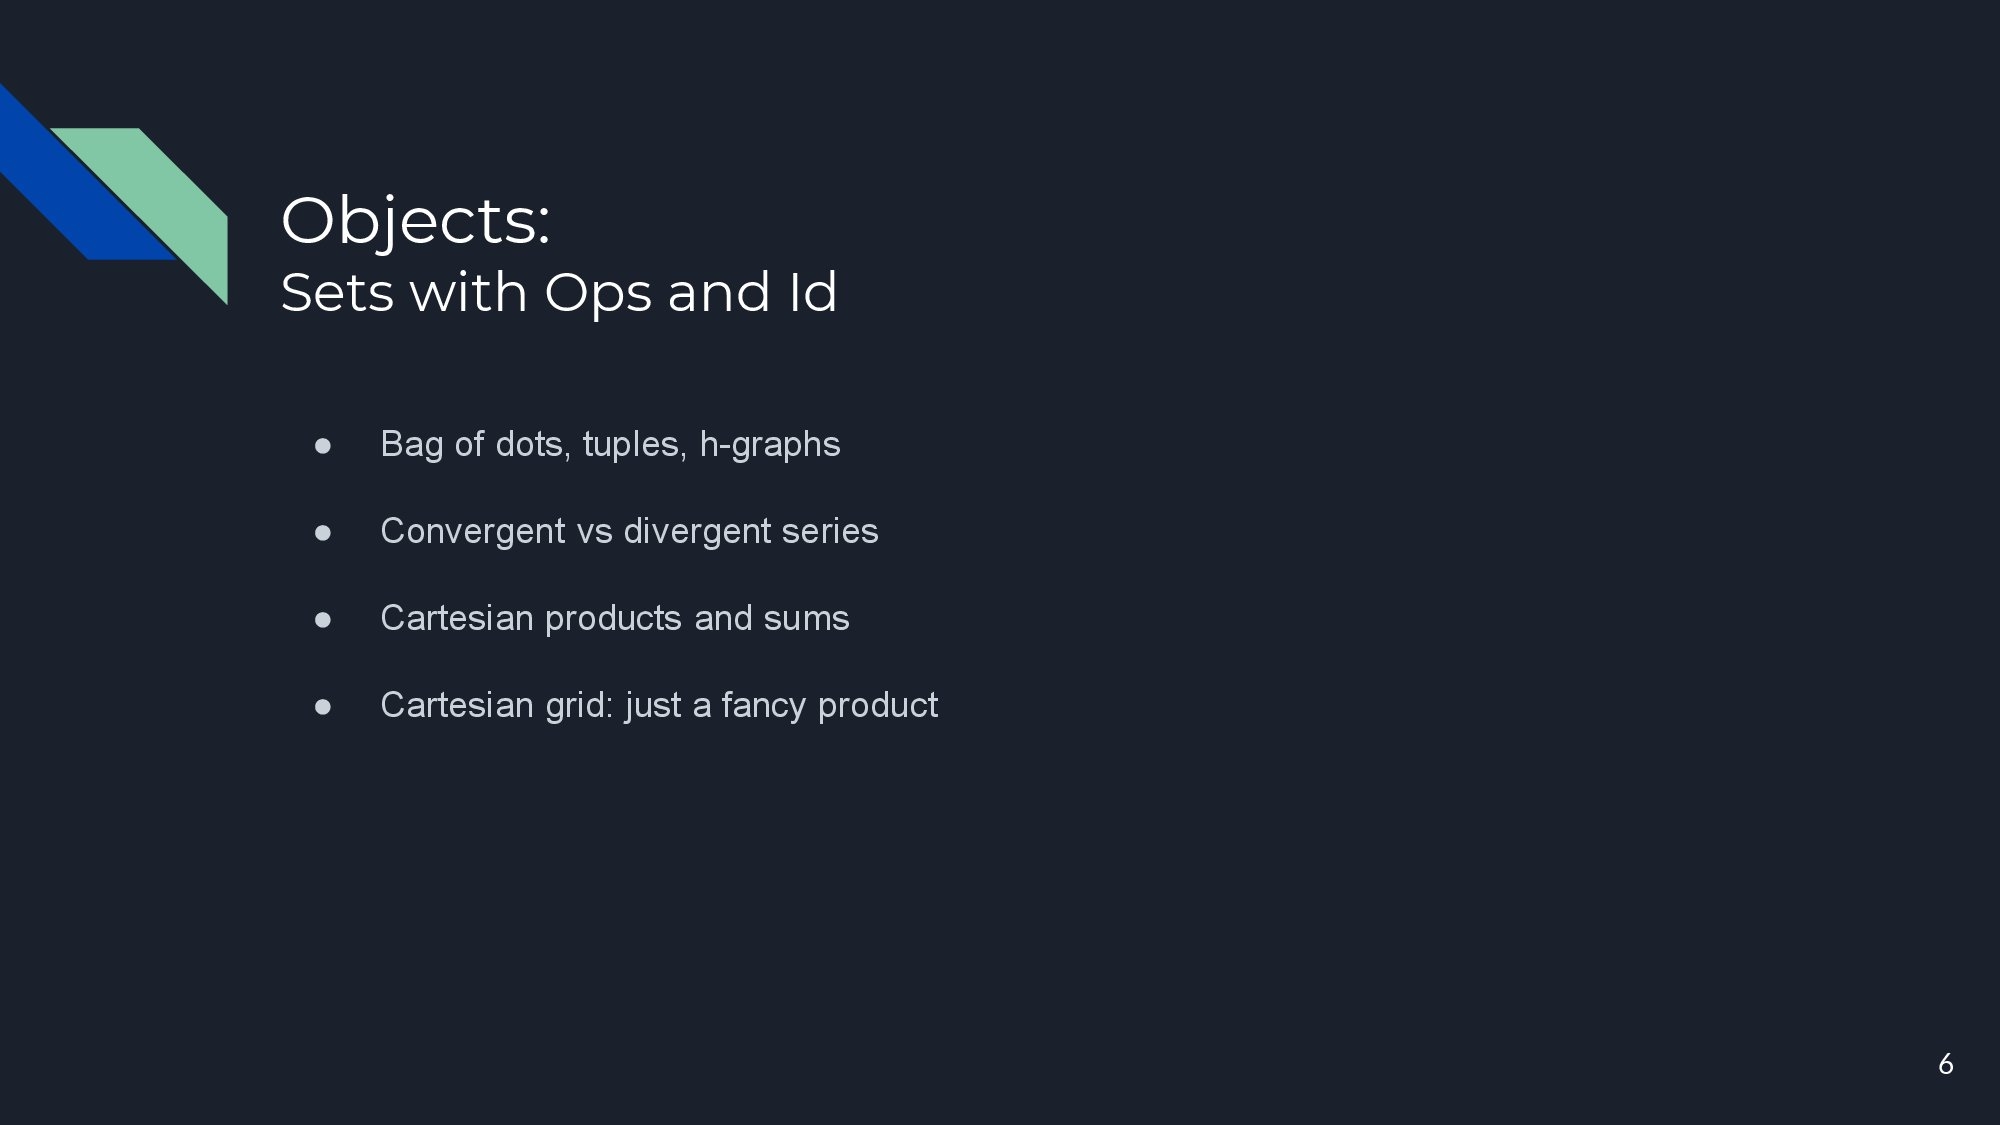 Objects:
Sets with Ops and Id
● Bag of dots, tuples, h-graphs
● Convergent vs divergent series
● Cartesian products and sums
● Cartesian grid: just a fancy product
6